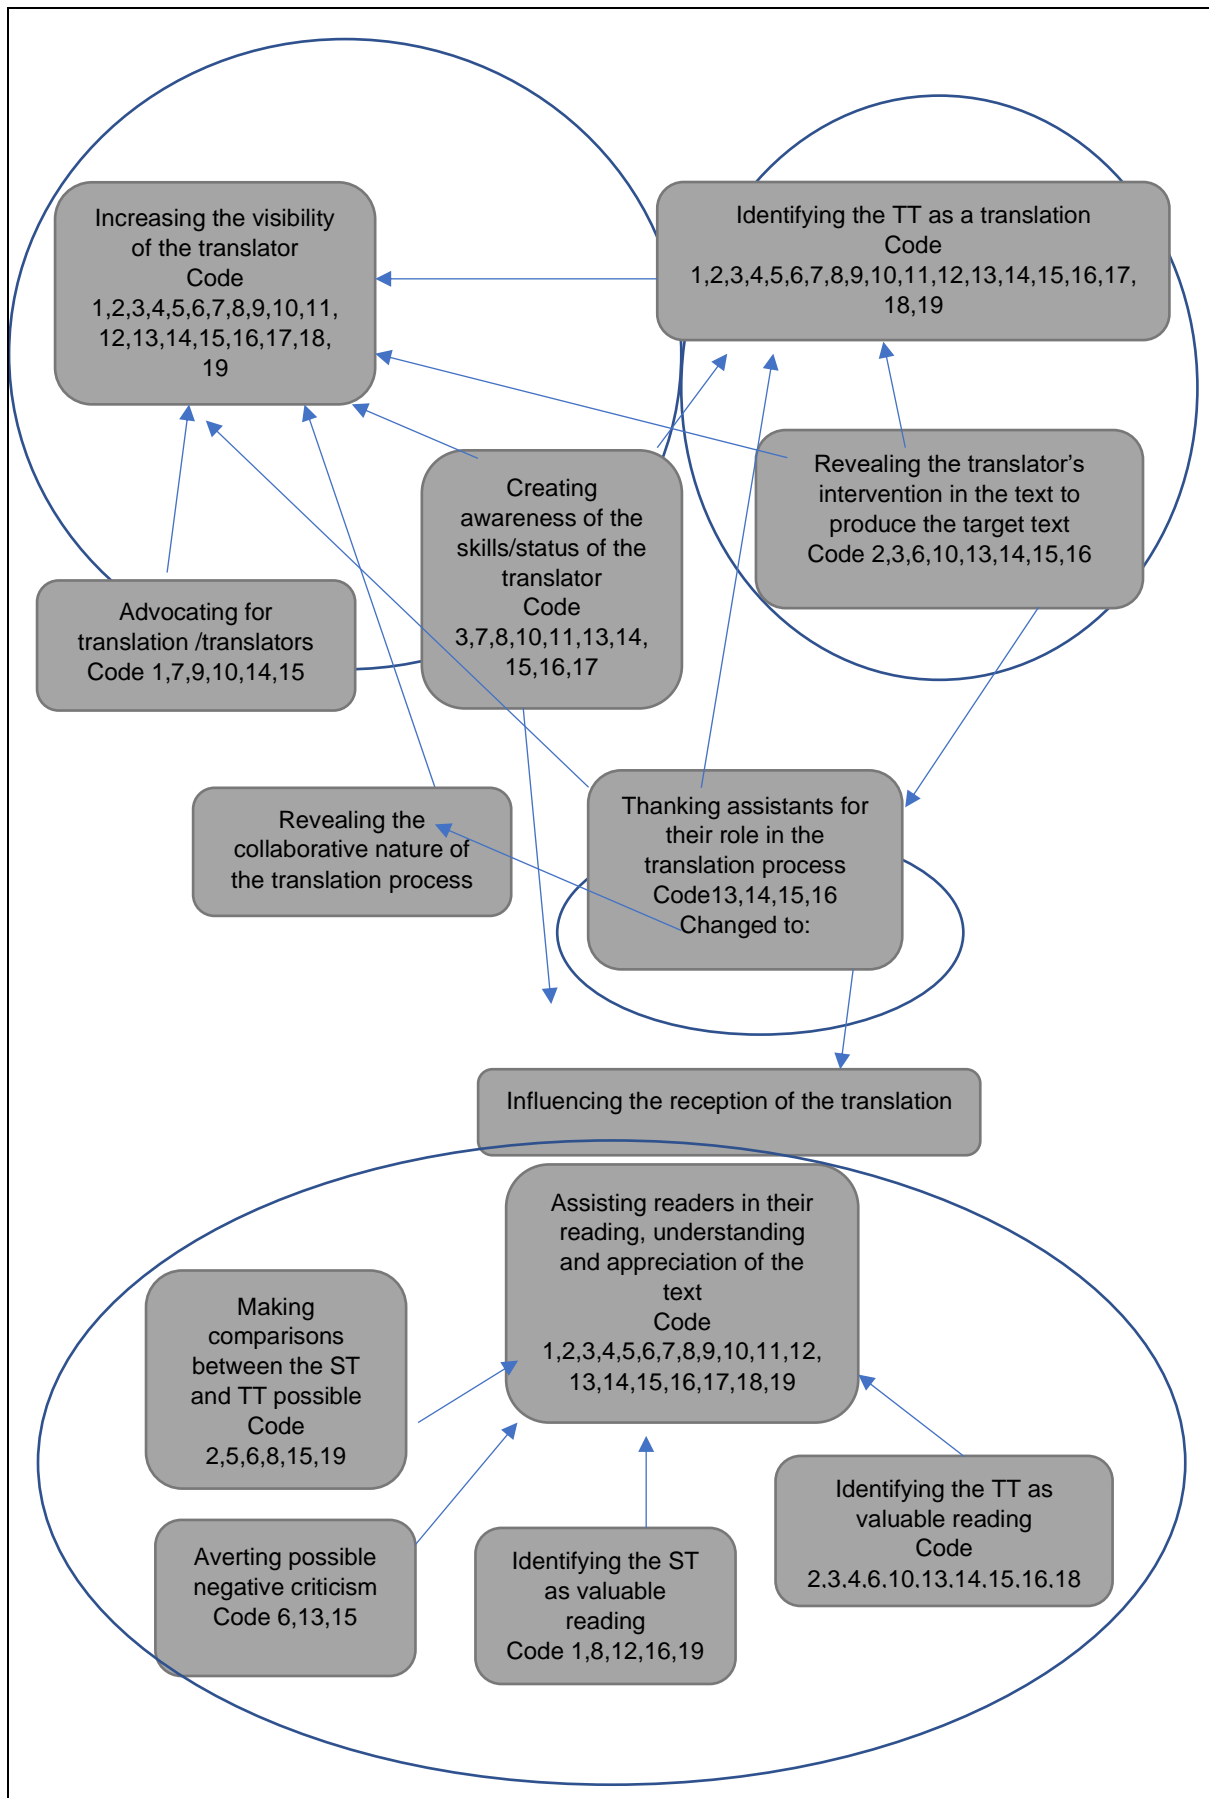 Increasing the visibility
of the translator
Code
1,2,3,4,5,6,7,8,9,10,11,
12,13,14,15,16,17,18,
19
Identifying the TT as a translation
Code
1,2,3,4,5,6,7,8,9,10,11,12,13,14,15,16,17,
18,19
Creating
awareness of the
skills/status of the
translator
Code
3,7,8,10,11,13,14,
15,16,17
Revealing the translator’s
intervention in the text to
produce the target text
Code 2,3,6,10,13,14,15,16
Advocating for
translation /translators
Code 1,7,9,10,14,15
Revealing the
collaborative nature of
the translation process
Thanking assistants for
their role in the
translation process
Code13,14,15,16
Changed to:
Influencing the reception of the translation
Assisting readers in their
reading, understanding
and appreciation of the
text
Code
1,2,3,4,5,6,7,8,9,10,11,12,
13,14,15,16,17,18,19
Making
comparisons
between the ST
and TT possible
Code
2,5,6,8,15,19
Identifying the TT as
valuable reading
Code
2,3,4,6,10,13,14,15,16,18
Averting possible
negative criticism
Code 6,13,15
Identifying the ST
as valuable
reading
Code 1,8,12,16,19